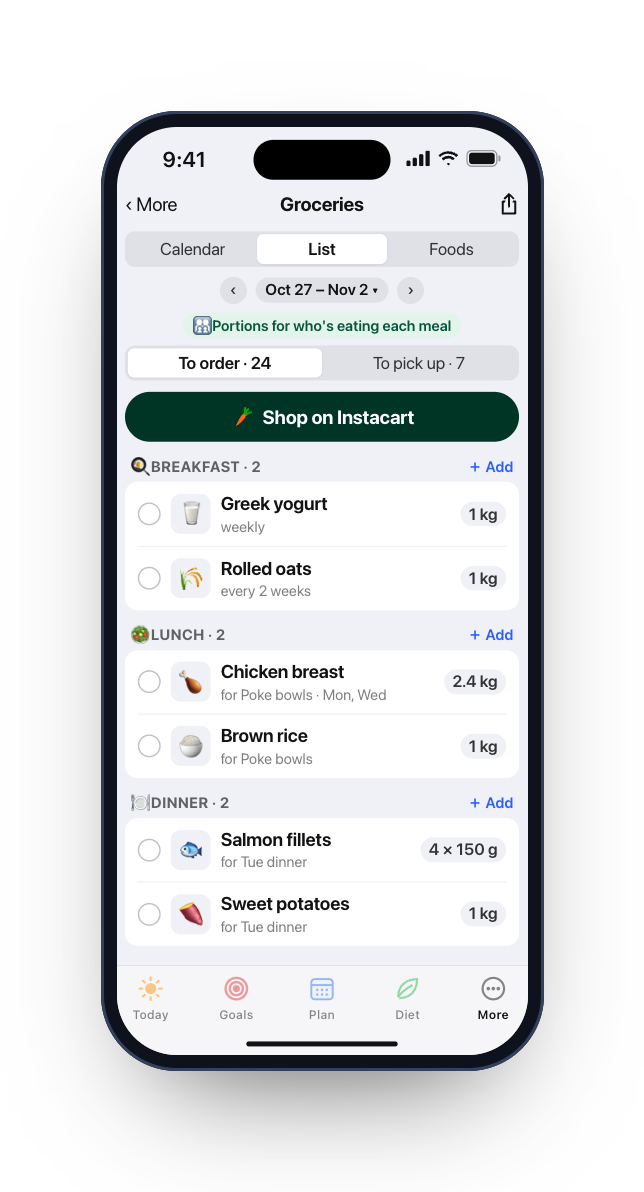 9:41
‹ More
Groceries
Calendar
List
Foods
‹
Oct 27 – Nov 2 ▾
›
Portions for who's eating each meal
To order · 24
To pick up · 7
Shop on Instacart
BREAKFAST · 2
+ Add
Greek yogurt
weekly
1 kg
Rolled oats
every 2 weeks
1 kg
LUNCH · 2
+ Add
Chicken breast
for Poke bowls · Mon, Wed
2.4 kg
Brown rice
for Poke bowls
1 kg
DINNER · 2
+ Add
Salmon fillets
for Tue dinner
4 × 150 g
Sweet potatoes
for Tue dinner
1 kg
Today
Goals
Plan
Diet
More